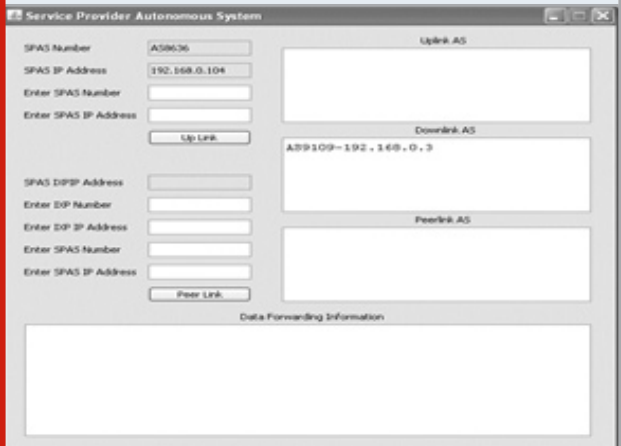 Service Provider Autonomous System
SPAS Number
AS8636
SPAS IP Address
192.168.0.104
Enter SPAS Number
Enter SPAS IP Address
Up Link
SPAS IXPIP Address
Enter IXP Number
Enter IXP IP Address
Enter SPAS Number
Enter SPAS IP Address
Peer Link
Uplink AS
Downlink AS
AS9109-192.168.0.3
Peerlink AS
Data Forwarding Information